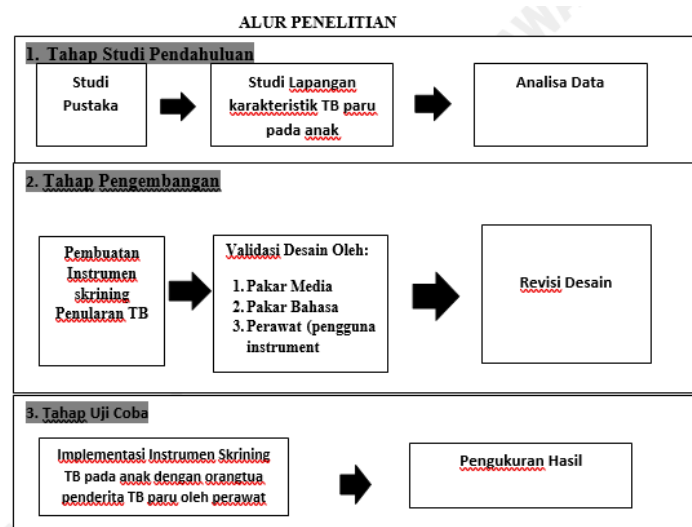 ALUR PENELITIAN
1. Tahap Studi Pendahuluan
Studi
Pustaka
Studi Lapangan
karakteristik TB paru
pada anak
Analisa Data
2. Tahap Pengembangan
Pembuatan
Instrumen
skrining
Penularan TB
Validasi Desain Oleh:
1. Pakar Media
2. Pakar Bahasa
3. Perawat (pengguna
instrument
Revisi Desain
3. Tahap Uji Coba
Implementasi Instrumen Skrining
TB pada anak dengan orangtua
penderita TB paru oleh perawat
Pengukuran Hasil